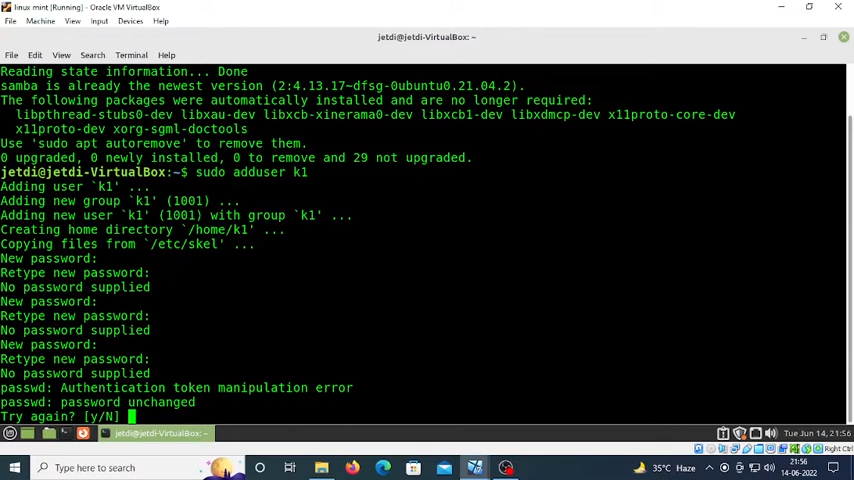 linux mint [Running] - Oracle VM VirtualBox
File Machine View Input Devices Help
jetdi@jetdi-VirtualBox: ~
File Edit View Search Terminal Help
Reading state information... Done
samba is already the newest version (2:4.13.17~dfsg-0ubuntu0.21.04.2).
The following packages were automatically installed and are no longer required:
libpthread-stubs0-dev libxau-dev libxcb-xinerama0-dev libxcb1-dev libxdmcp-dev x11proto-core-dev
x11proto-dev xorg-sgml-doctools
Use 'sudo apt autoremove' to remove them.
0 upgraded, 0 newly installed, 0 to remove and 29 not upgraded.
jetdi@jetdi-VirtualBox:~$ sudo adduser k1
Adding user `k1' ...
Adding new group `k1' (1001) ...
Adding new user `k1' (1001) with group `k1' ...
Creating home directory `/home/k1' ...
Copying files from `/etc/skel' ...
New password:
Retype new password:
No password supplied
New password:
Retype new password:
No password supplied
New password:
Retype new password:
No password supplied
passwd: Authentication token manipulation error
passwd: password unchanged
Try again? [y/N]
jetdi@jetdi-VirtualBox: ~
Tue Jun 14, 21:56
Right Ctrl
Type here to search
35°C Haze
21:56
14-06-2022